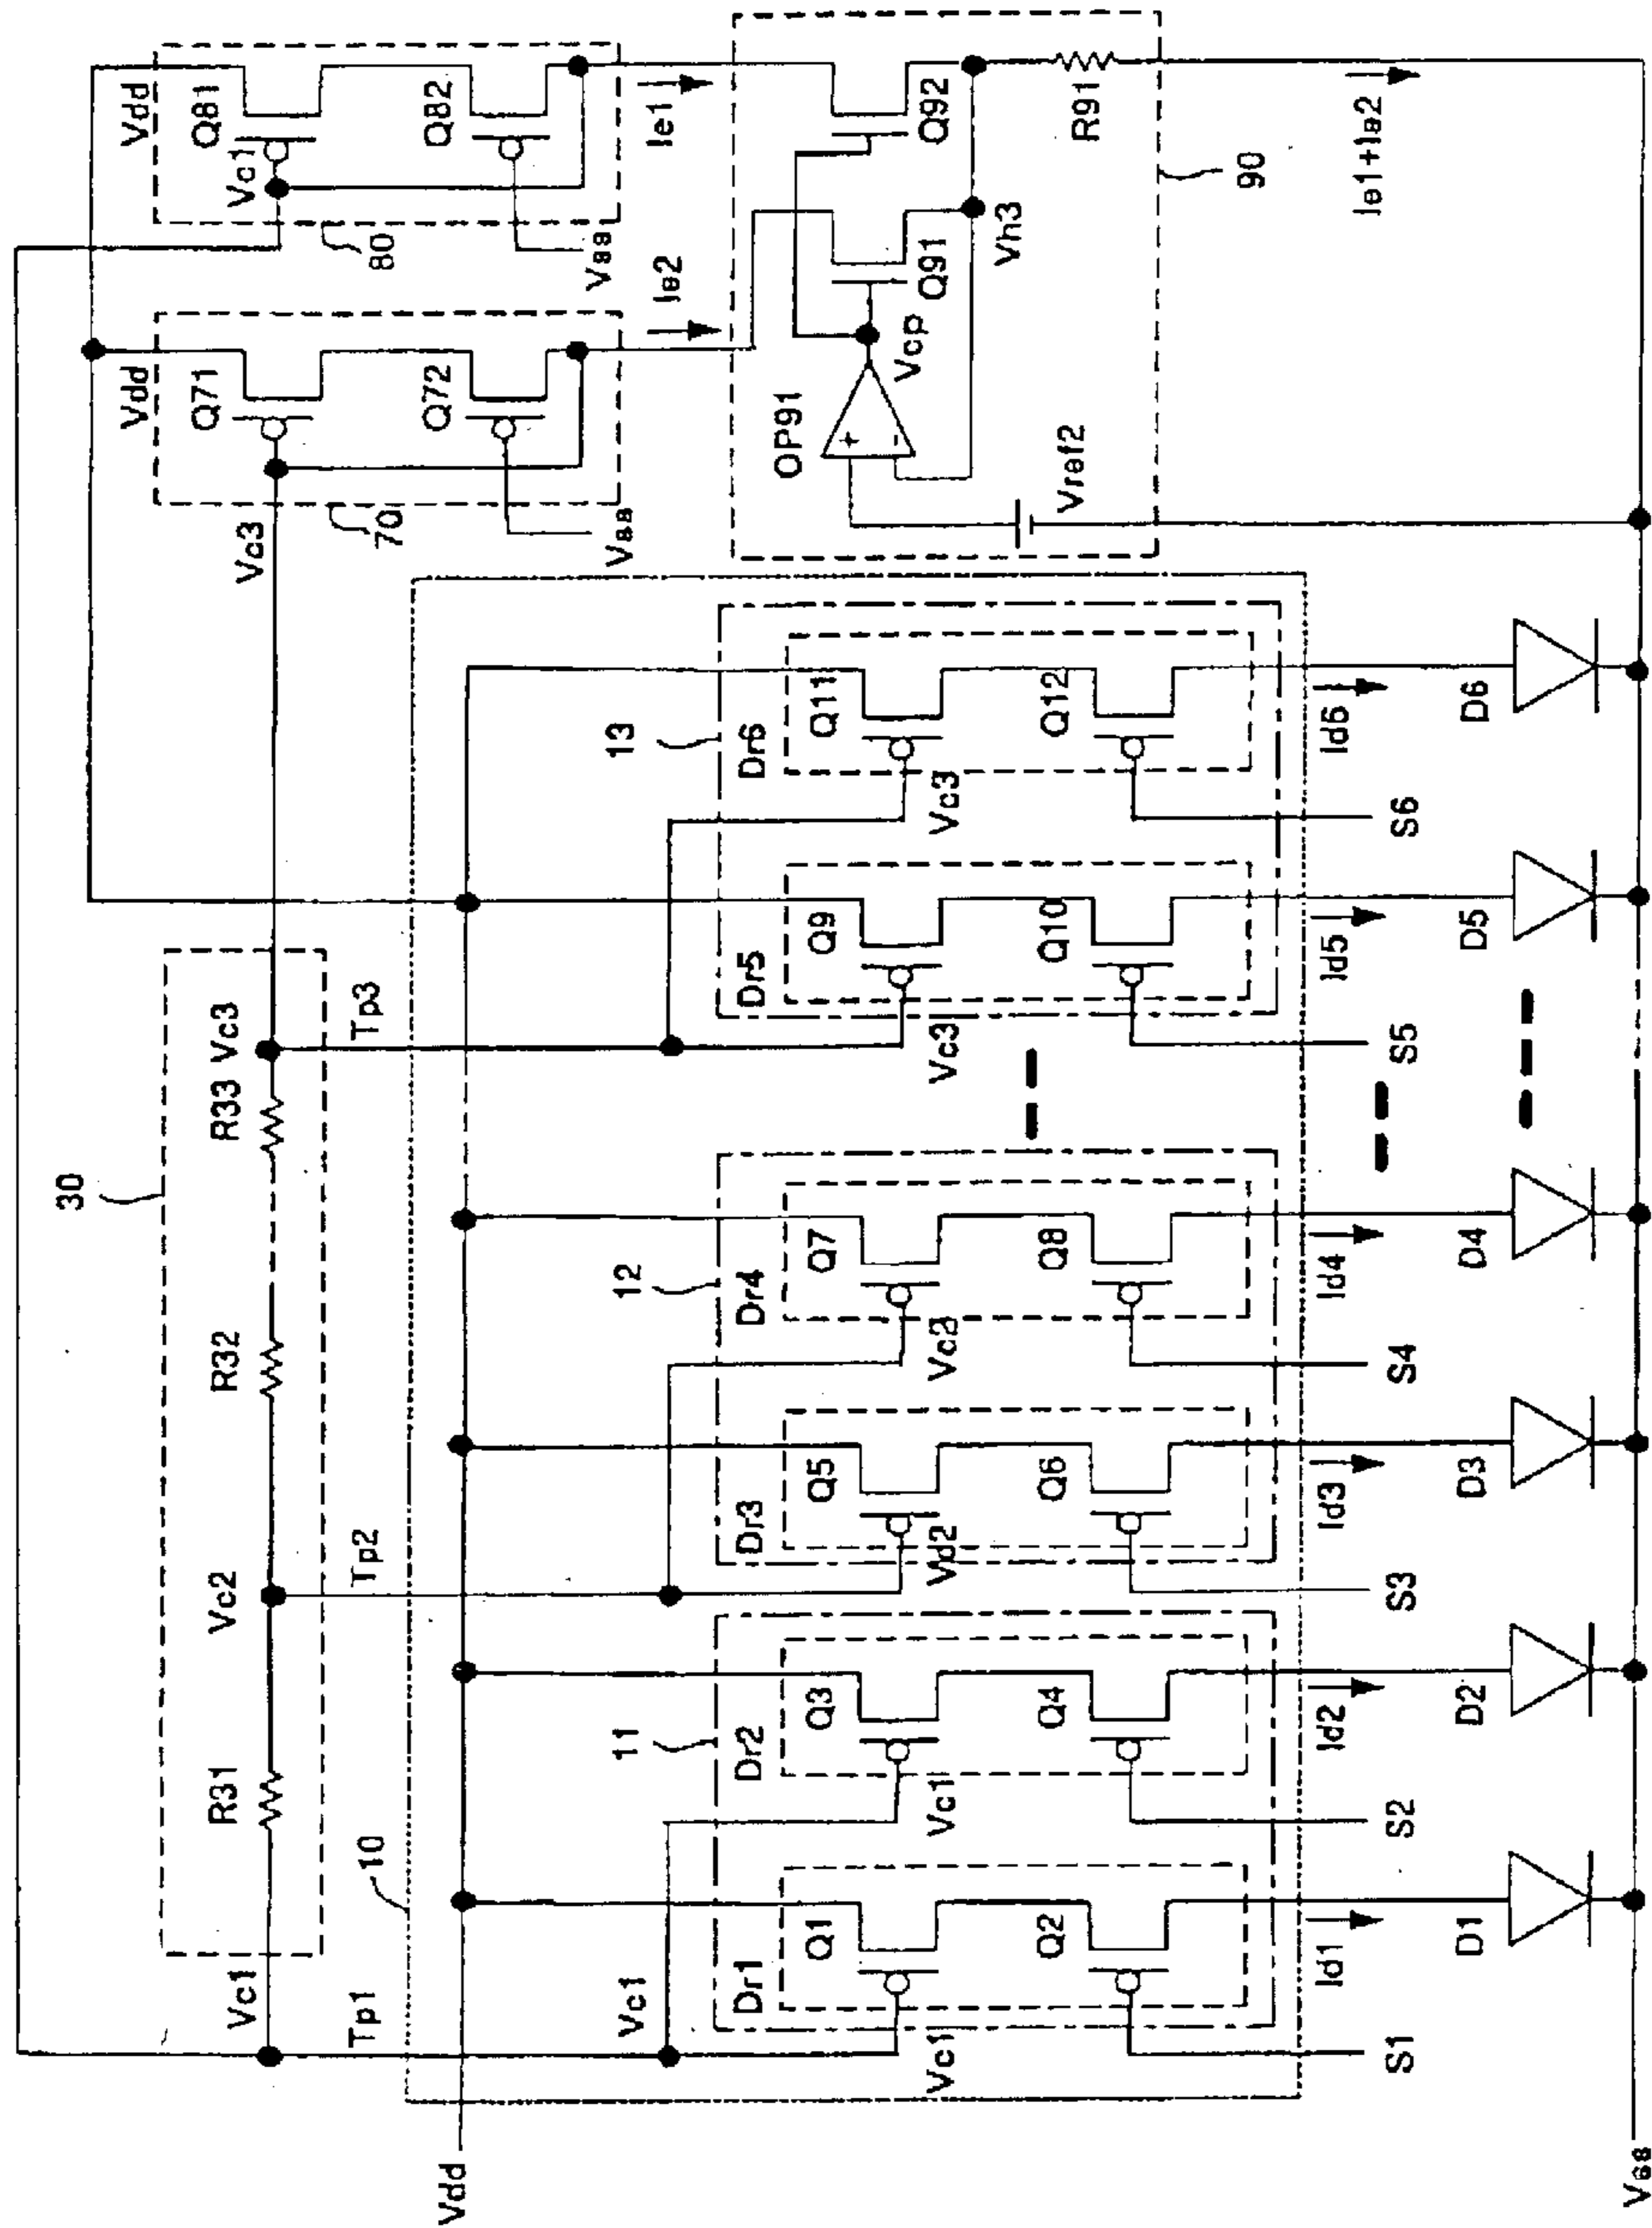 Vdd
Q81
Vc1
Q82
80
Vss
Ie1
Q92
R91
90
Ie1+Ie2
Vdd
Q71
Q72
70
Vss
Vc3
Ie2
OP91
+
-
Vcp
Q91
Vh3
Vref2
30
R31
Vc2
R32
R33
Vc3
Vc1
Tp1
Tp2
Tp3
10
Vdd
11
12
13
Vc1
Dr1
Q1
Q2
Vc1
S1
Id1
D1
Dr2
Q3
Q4
Vc1
S2
Id2
D2
Dr3
Q5
Q6
Vd2
S3
Id3
D3
Dr4
Q7
Q8
Vc2
S4
Id4
D4
Dr5
Q9
Q10
Vc3
S5
Id5
D5
Dr6
Q11
Q12
Vc3
S6
Id6
D6
Vss